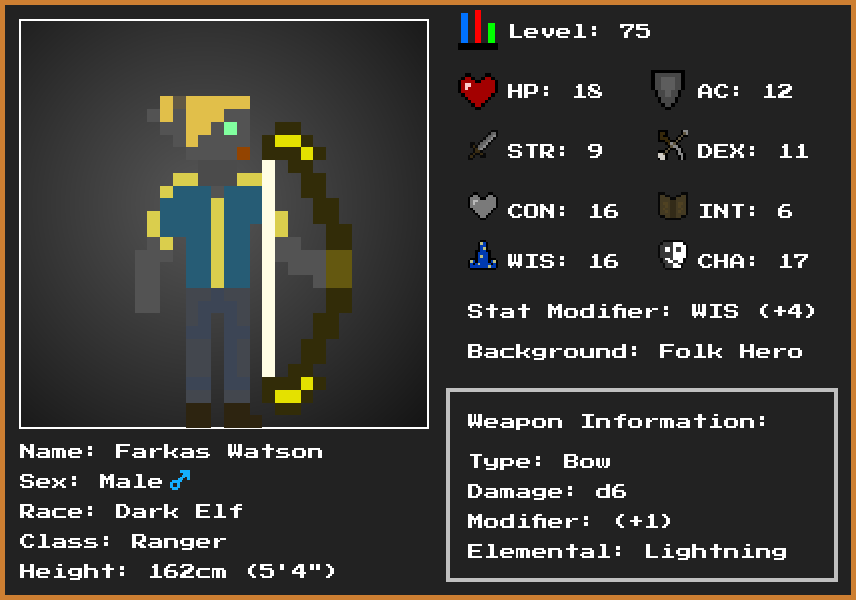 Level: 75
HP: 18 AC: 12
STR: 9 DEX: 11
CON: 16 INT: 6
WIS: 16 CHA: 17
Stat Modifier: WIS (+4)
Background: Folk Hero
Weapon Information:
Type: Bow
Damage: d6
Modifier: (+1)
Elemental: Lightning
Name: Farkas Watson
Sex: Male ♂
Race: Dark Elf
Class: Ranger
Height: 162cm (5'4")